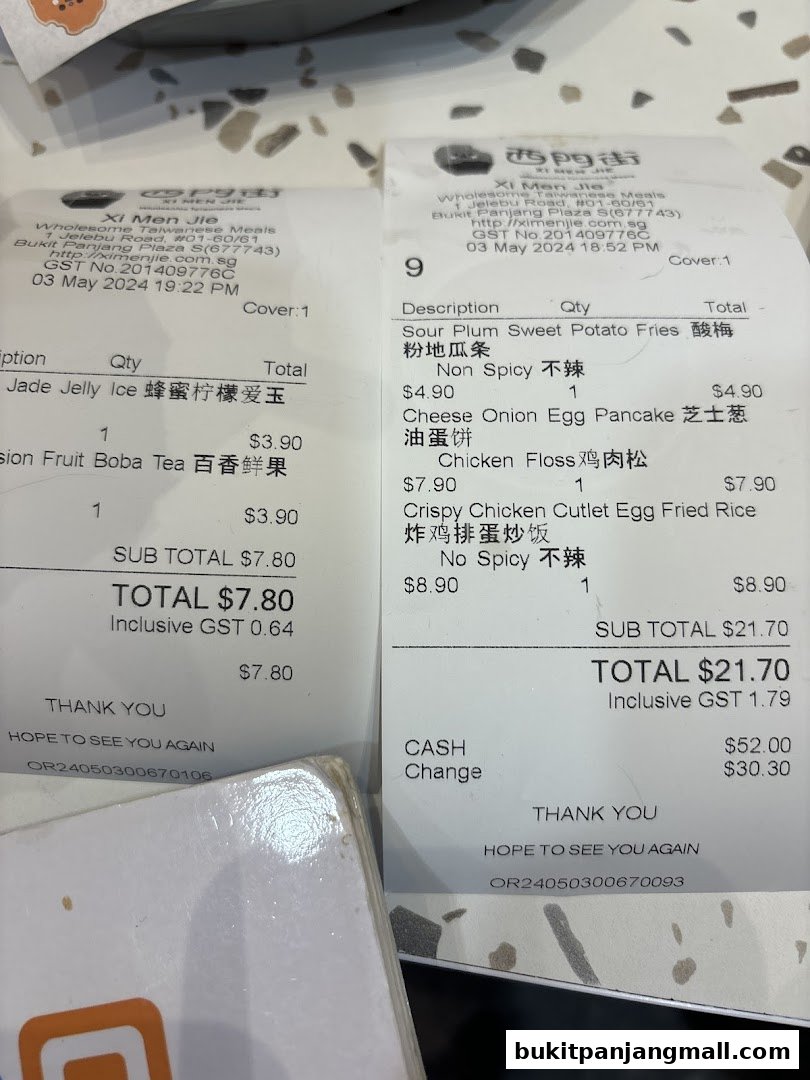 西門街
XI MEN JIE
Xi Men Jie
Wholesome Taiwanese Meals
1 Jelebu Road, #01-60/61
Bukit Panjang Plaza S(677743)
http://ximenjie.com.sg
GST No.201409776C
03 May 2024 19:22 PM
Cover:1
Qty Total
Jade Jelly Ice 蜂蜜柠檬爱玉
1 $3.90
Fruit Boba Tea 百香鲜果
1 $3.90
SUB TOTAL $7.80
TOTAL $7.80
Inclusive GST 0.64
$7.80
THANK YOU
HOPE TO SEE YOU AGAIN
OR24050300670106
西門街
XI MEN JIE
Xi Men Jie
Wholesome Taiwanese Meals
1 Jelebu Road, #01-60/61
Bukit Panjang Plaza S(677743)
http://ximenjie.com.sg
GST No.201409776C
03 May 2024 18:52 PM
9 Cover:1
Description Qty Total
Sour Plum Sweet Potato Fries 酸梅
粉地瓜条
Non Spicy 不辣
$4.90 1 $4.90
Cheese Onion Egg Pancake 芝士葱
油蛋饼
Chicken Floss鸡肉松
$7.90 1 $7.90
Crispy Chicken Cutlet Egg Fried Rice
炸鸡排蛋炒饭
No Spicy 不辣
$8.90 1 $8.90
SUB TOTAL $21.70
TOTAL $21.70
Inclusive GST 1.79
CASH $52.00
Change $30.30
THANK YOU
HOPE TO SEE YOU AGAIN
OR24050300670093
bukitpanjangmall.com